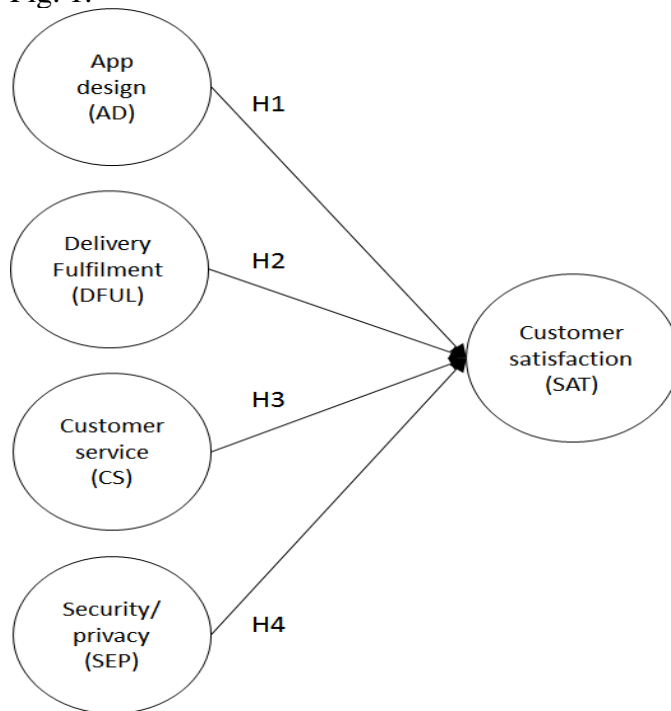 Fig. 1.
App
design
(AD)
H1
Delivery
Fulfilment
(DFUL)
H2
Customer
satisfaction
(SAT)
H3
Customer
service
(CS)
Security/
privacy
(SEP)
H4